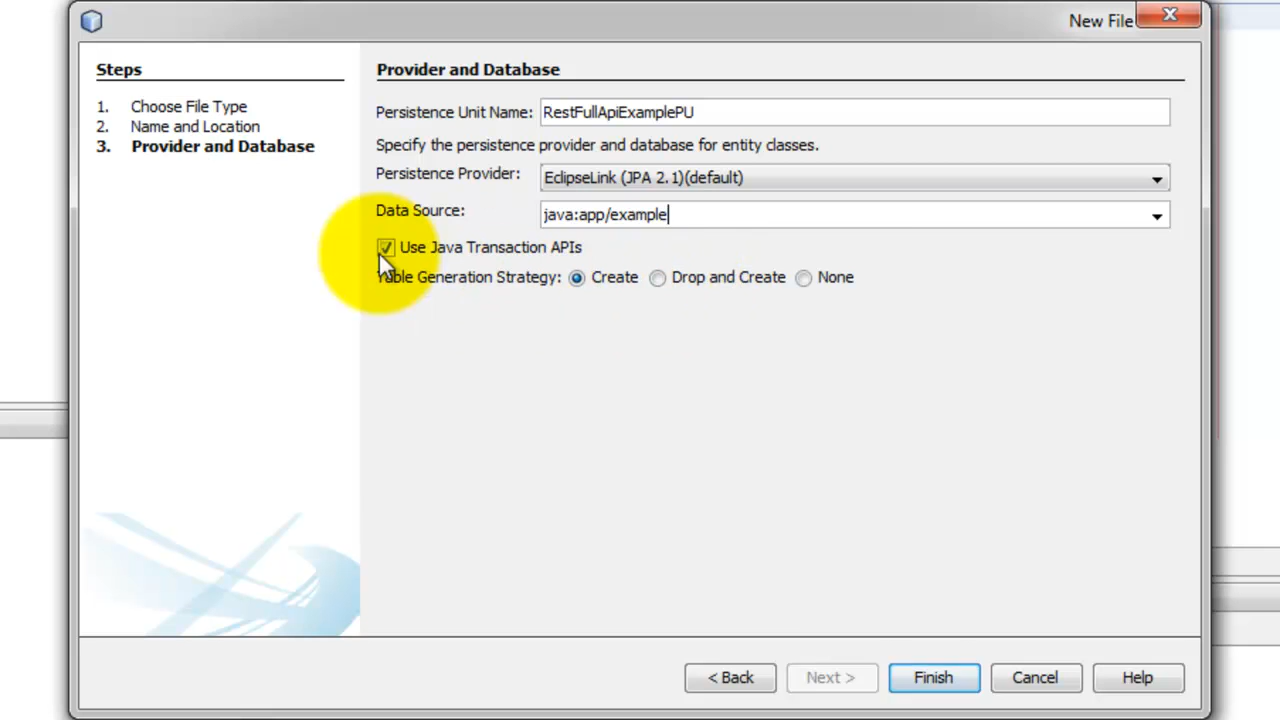 New File
Steps
1. Choose File Type
2. Name and Location
3. Provider and Database
Provider and Database
Persistence Unit Name: RestFullApiExamplePU
Specify the persistence provider and database for entity classes.
Persistence Provider: EclipseLink (JPA 2.1)(default)
Data Source: java:app/example
Use Java Transaction APIs
Table Generation Strategy: Create Drop and Create None
< Back Next > Finish Cancel Help